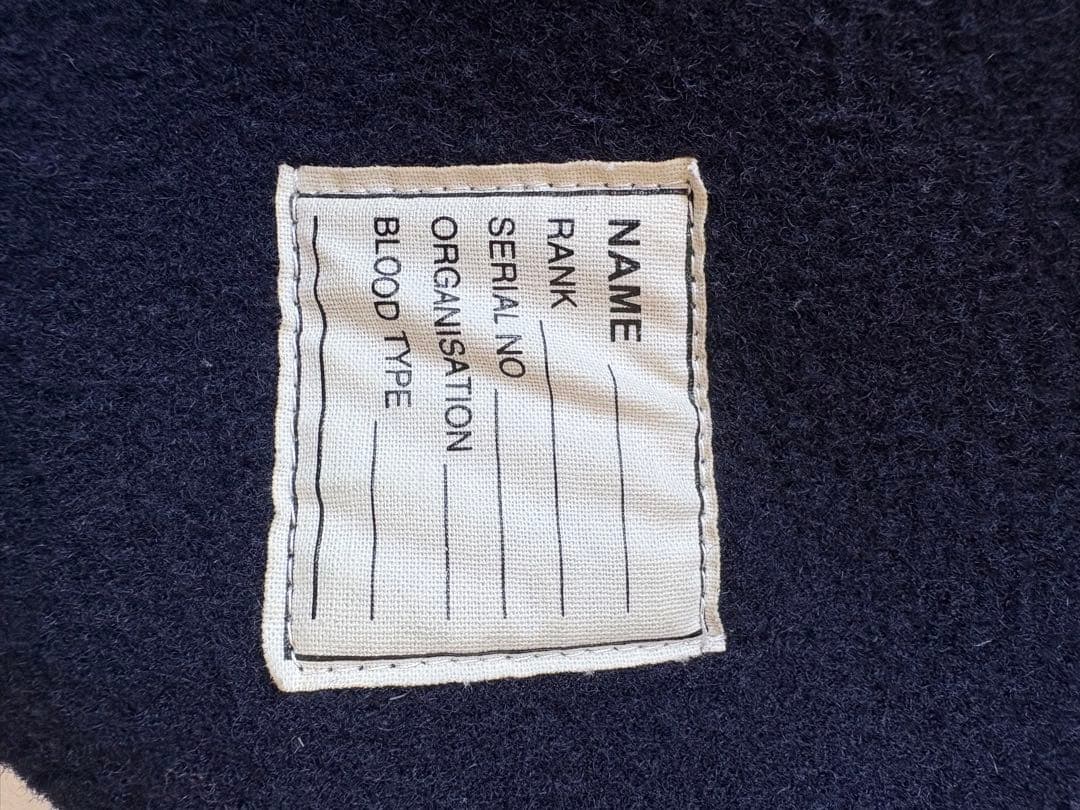 NAME
RANK
SERIAL NO
ORGANISATION
BLOOD TYPE